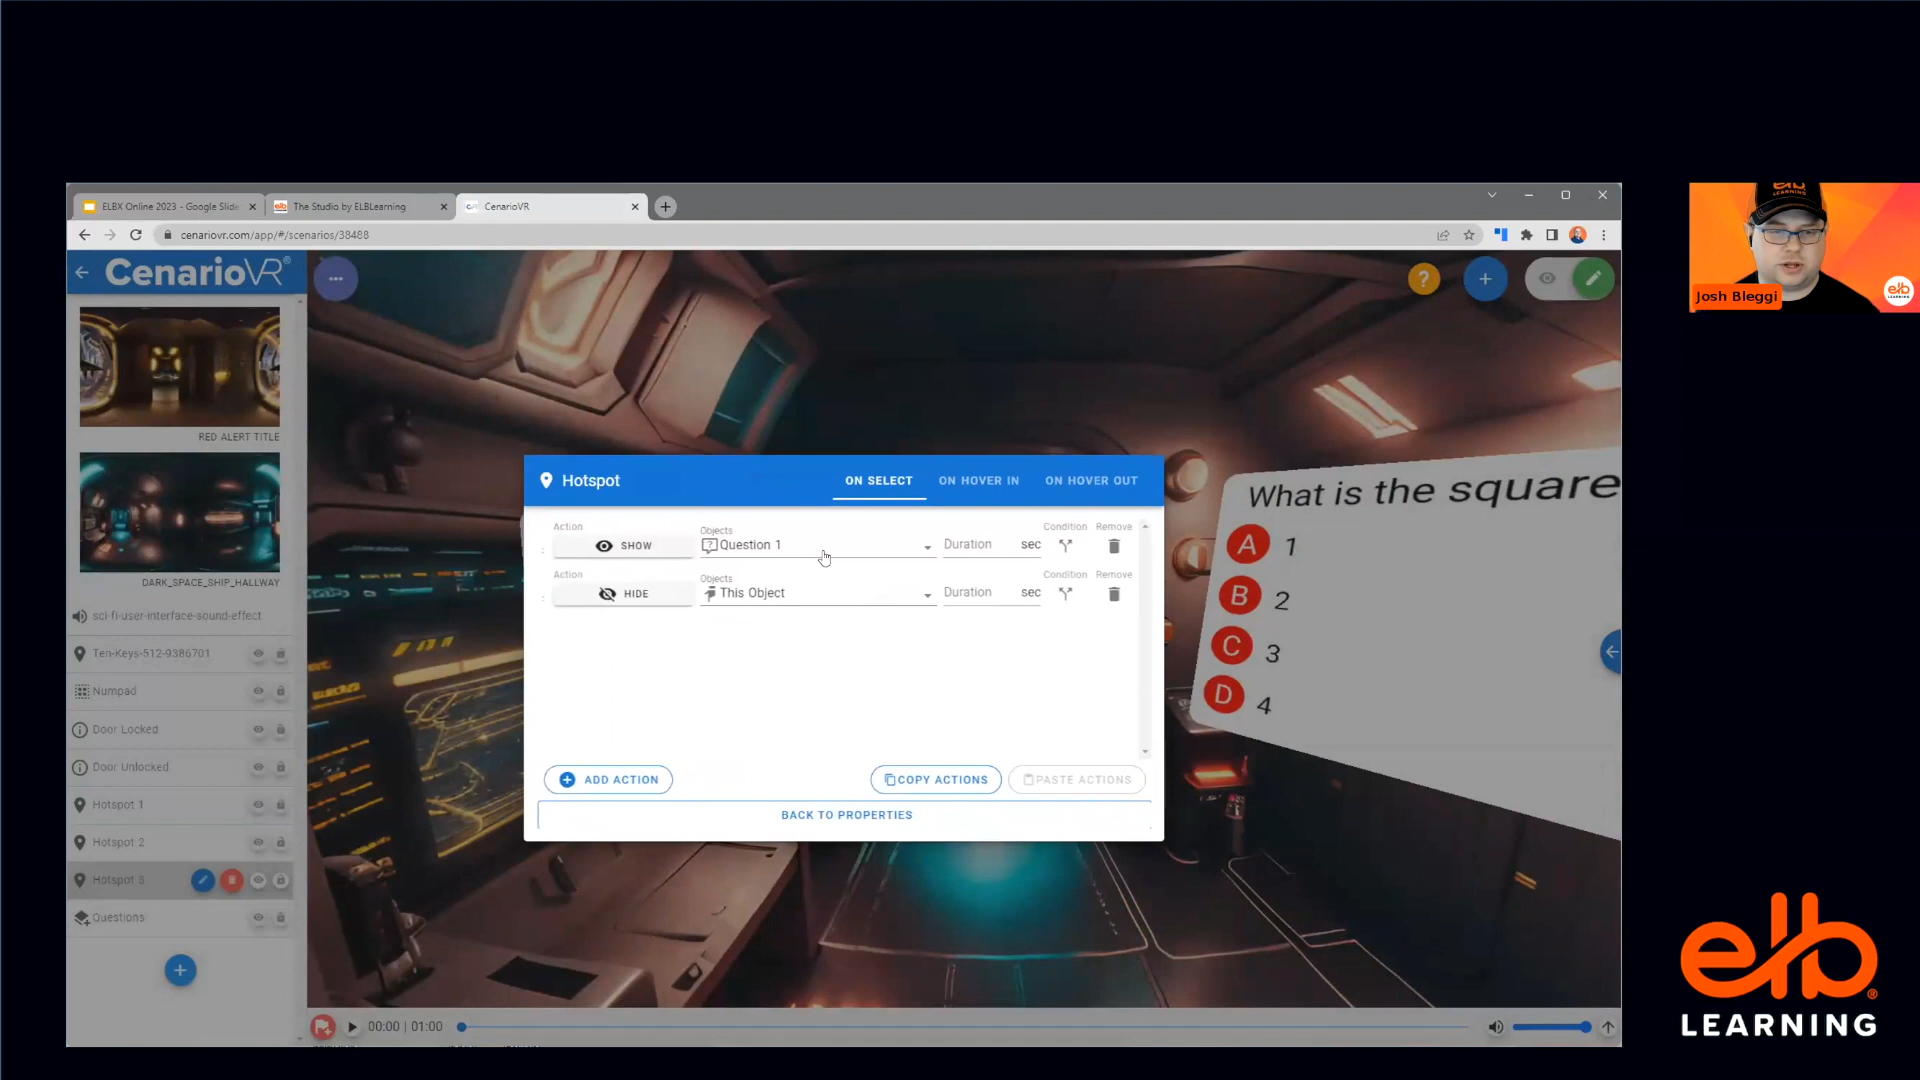 ELBX Online 2023 - Google Slide
The Studio by ELBLearning
CenarioVR
cenariovr.com/app/#/scenarios/38488
CenarioVR®
RED ALERT TITLE
DARK_SPACE_SHIP_HALLWAY
sci-fi-user-interface-sound-effect
Ten-Keys-512-9386701
Numpad
Door Locked
Door Unlocked
Hotspot 1
Hotspot 2
Hotspot 3
Questions
?
Hotspot
ON SELECT
ON HOVER IN
ON HOVER OUT
Action
Objects
Condition
Remove
SHOW
Question 1
Duration
sec
Action
Objects
Condition
Remove
HIDE
This Object
Duration
sec
ADD ACTION
COPY ACTIONS
PASTE ACTIONS
BACK TO PROPERTIES
What is the square
A 1
B 2
C 3
D 4
00:00 | 01:00
Josh Bleggi
elb
LEARNING
elb®
LEARNING